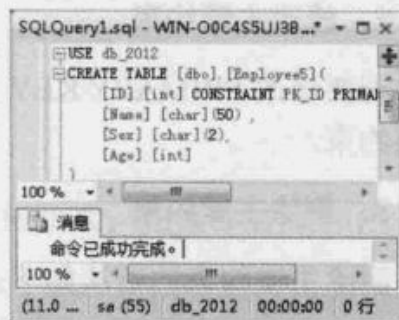 SQLQuery1.sql - WIN-O0C4S5UJ3B...*
USE db_2012
CREATE TABLE [dbo].[Employee5](
[ID] [int] CONSTRAINT PK_ID PRIMA
[Name] [char](50),
[Sex] [char](2),
[Age] [int]
)
100 %
消息
命令已成功完成。
100 %
(11.0 ... sa (55) db_2012 00:00:00 0 行